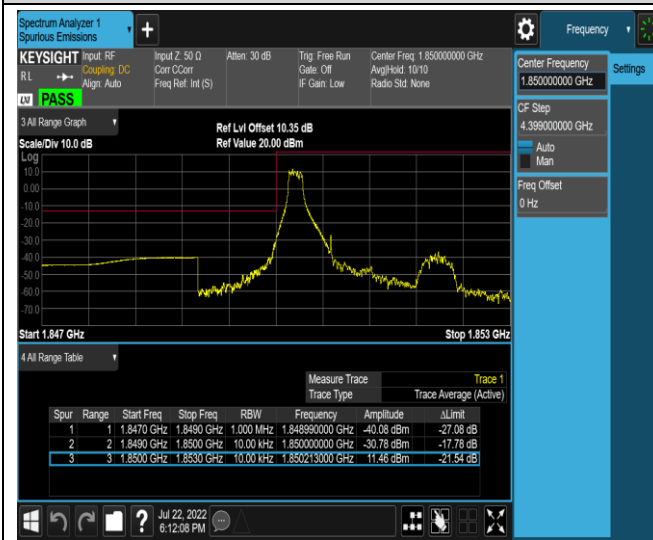 Spectrum Analyzer 1
Spurious Emissions
+
Frequency
KEYSIGHT
RL
LXI
PASS
Input: RF
Coupling: DC
Align: Auto
Input Z: 50 Ω
Corr CCorr
Freq Ref: Int (S)
Atten: 30 dB
Trig: Free Run
Gate: Off
IF Gain: Low
Center Freq: 1.850000000 GHz
Avg|Hold: 10/10
Radio Std: None
Center Frequency
1.850000000 GHz
Settings
CF Step
4.399000000 GHz
Auto
Man
Freq Offset
0 Hz
3 All Range Graph
Scale/Div 10.0 dB
Ref Lvl Offset 10.35 dB
Ref Value 20.00 dBm
Log
10.0
0.00
-10.0
-20.0
-30.0
-40.0
-50.0
-60.0
-70.0
Start 1.847 GHz
Stop 1.853 GHz
4 All Range Table
Measure Trace Trace 1
Trace Type Trace Average (Active)
Spur Range Start Freq Stop Freq RBW Frequency Amplitude ΔLimit
1 1 1.8470 GHz 1.8490 GHz 1.000 MHz 1.848990000 GHz -40.08 dBm -27.08 dB
2 2 1.8490 GHz 1.8500 GHz 10.00 kHz 1.850000000 GHz -30.78 dBm -17.78 dB
3 3 1.8500 GHz 1.8530 GHz 10.00 kHz 1.850213000 GHz 11.46 dBm -21.54 dB
?
Jul 22, 2022
6:12:08 PM